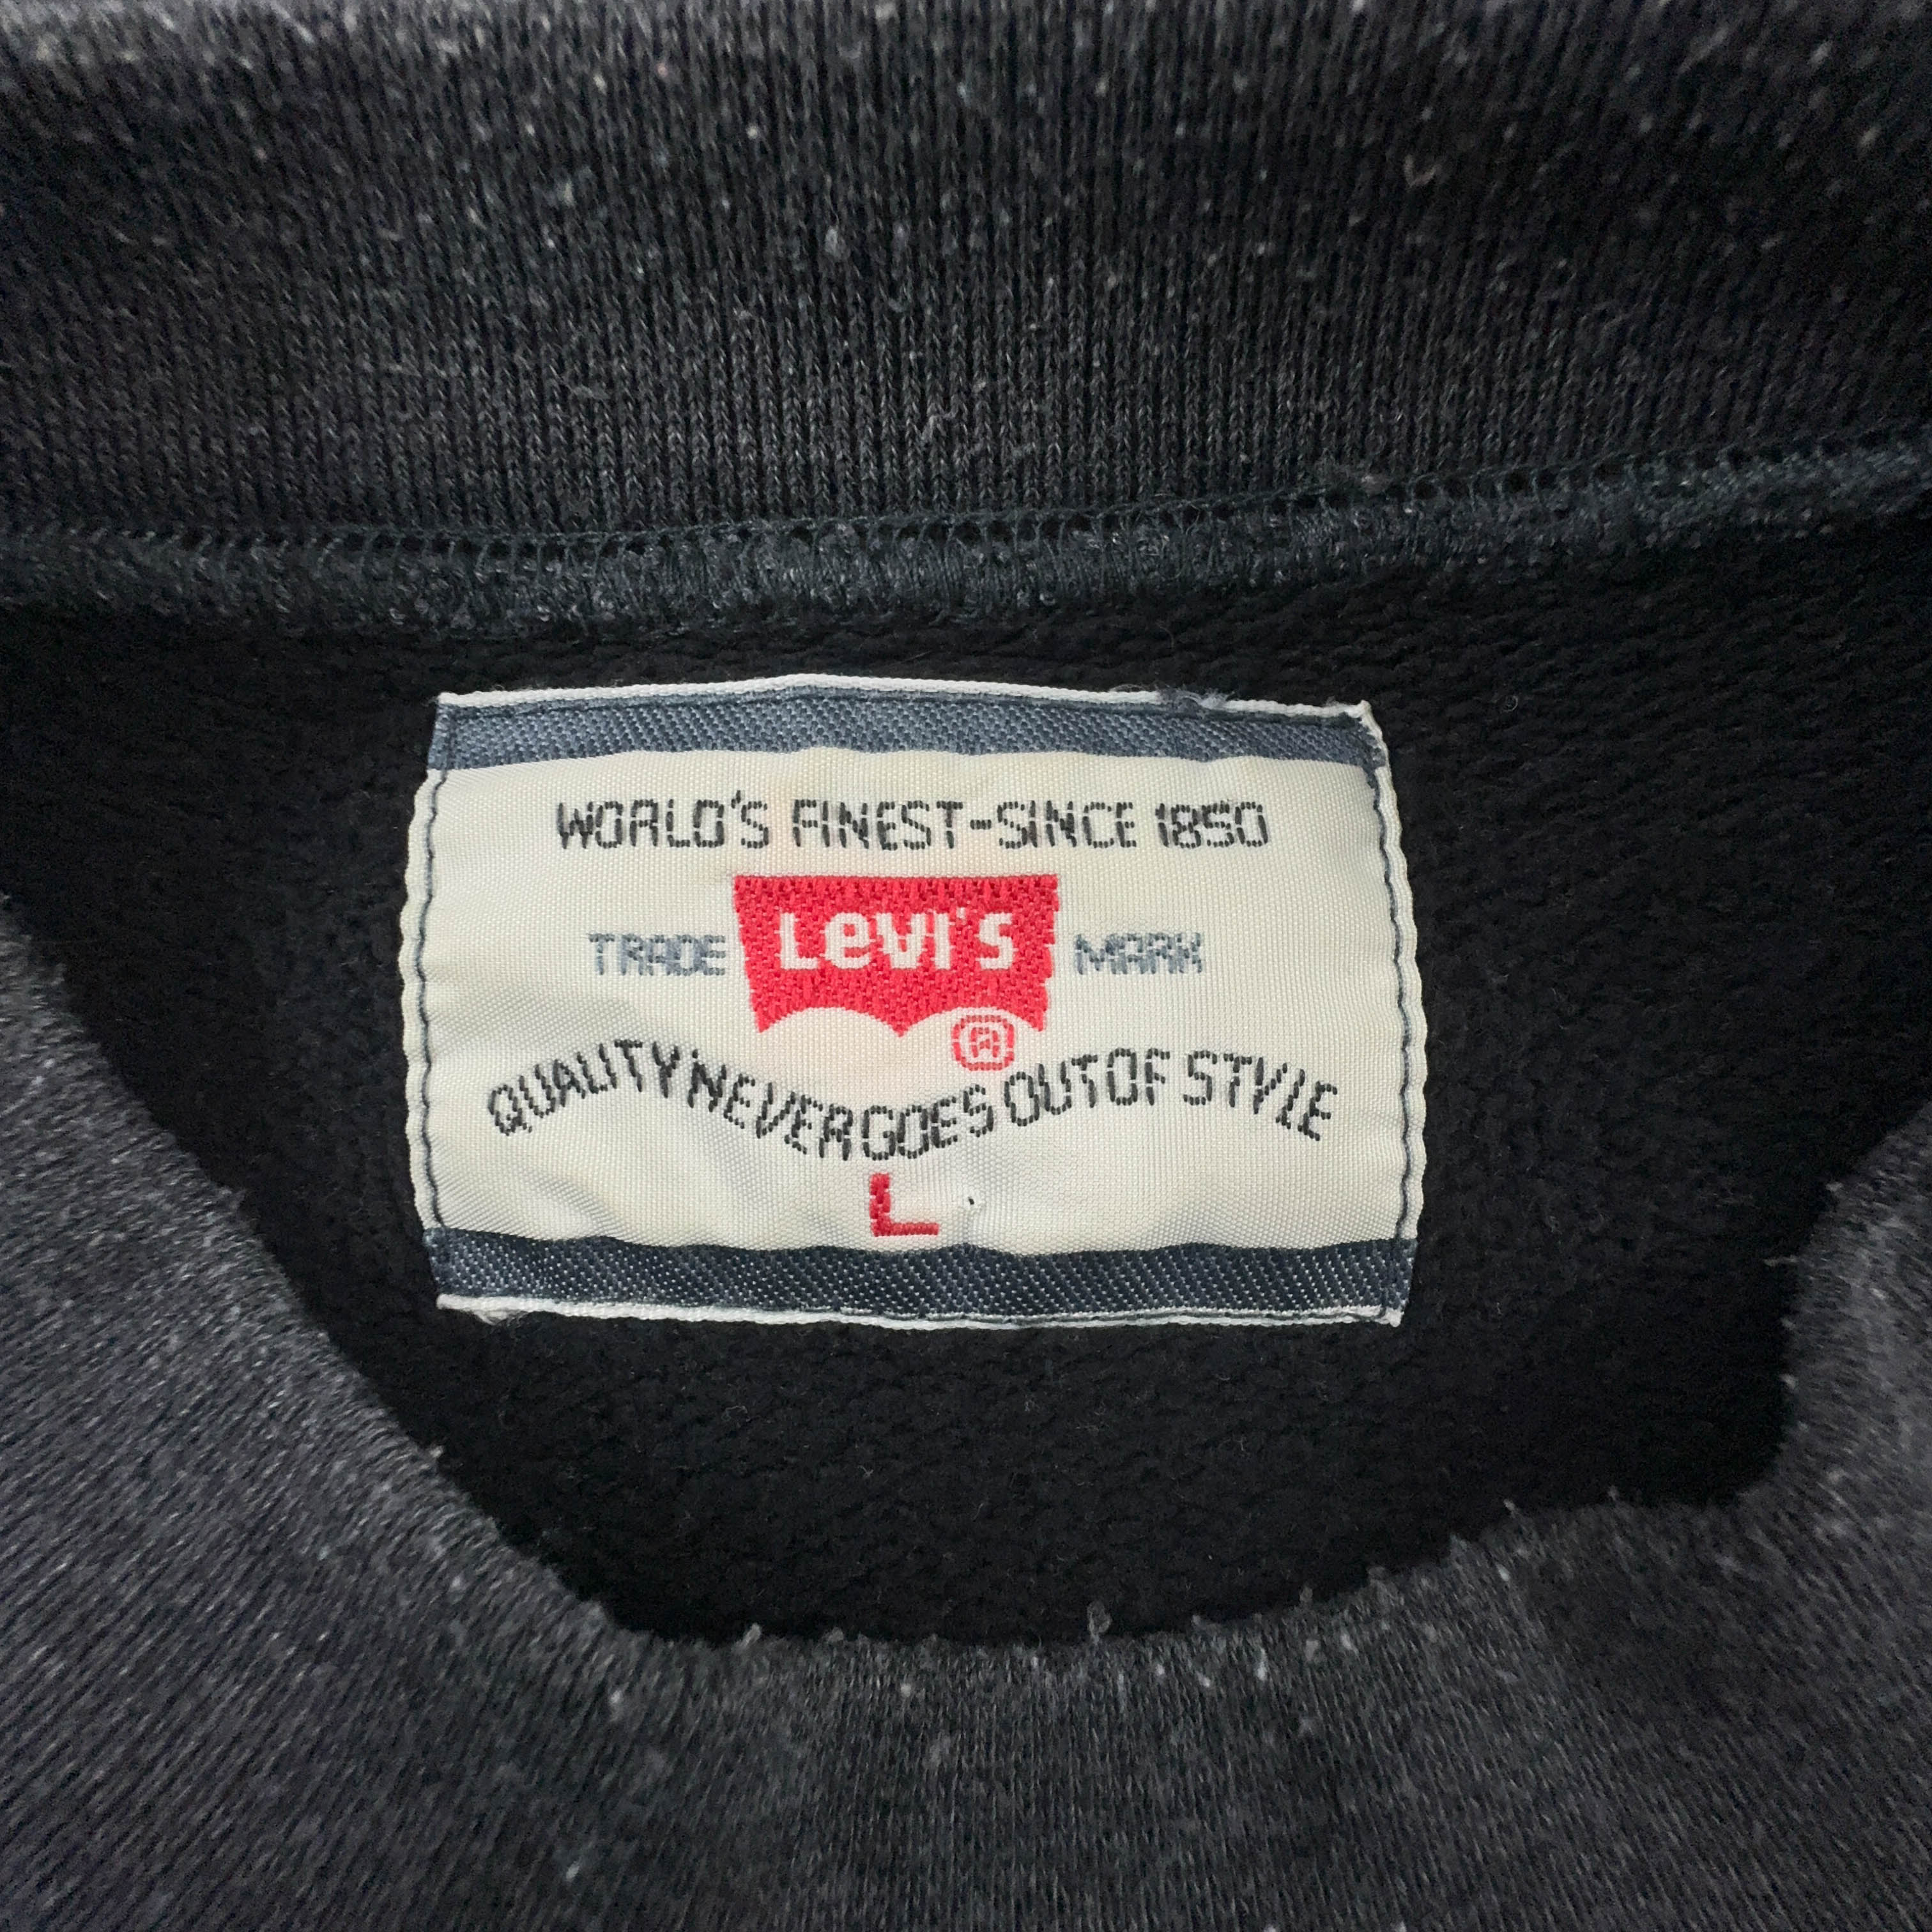 WORLD'S FINEST-SINCE 1850
TRADE Levi's MARK
®
QUALITY NEVER GOES OUT OF STYLE
L